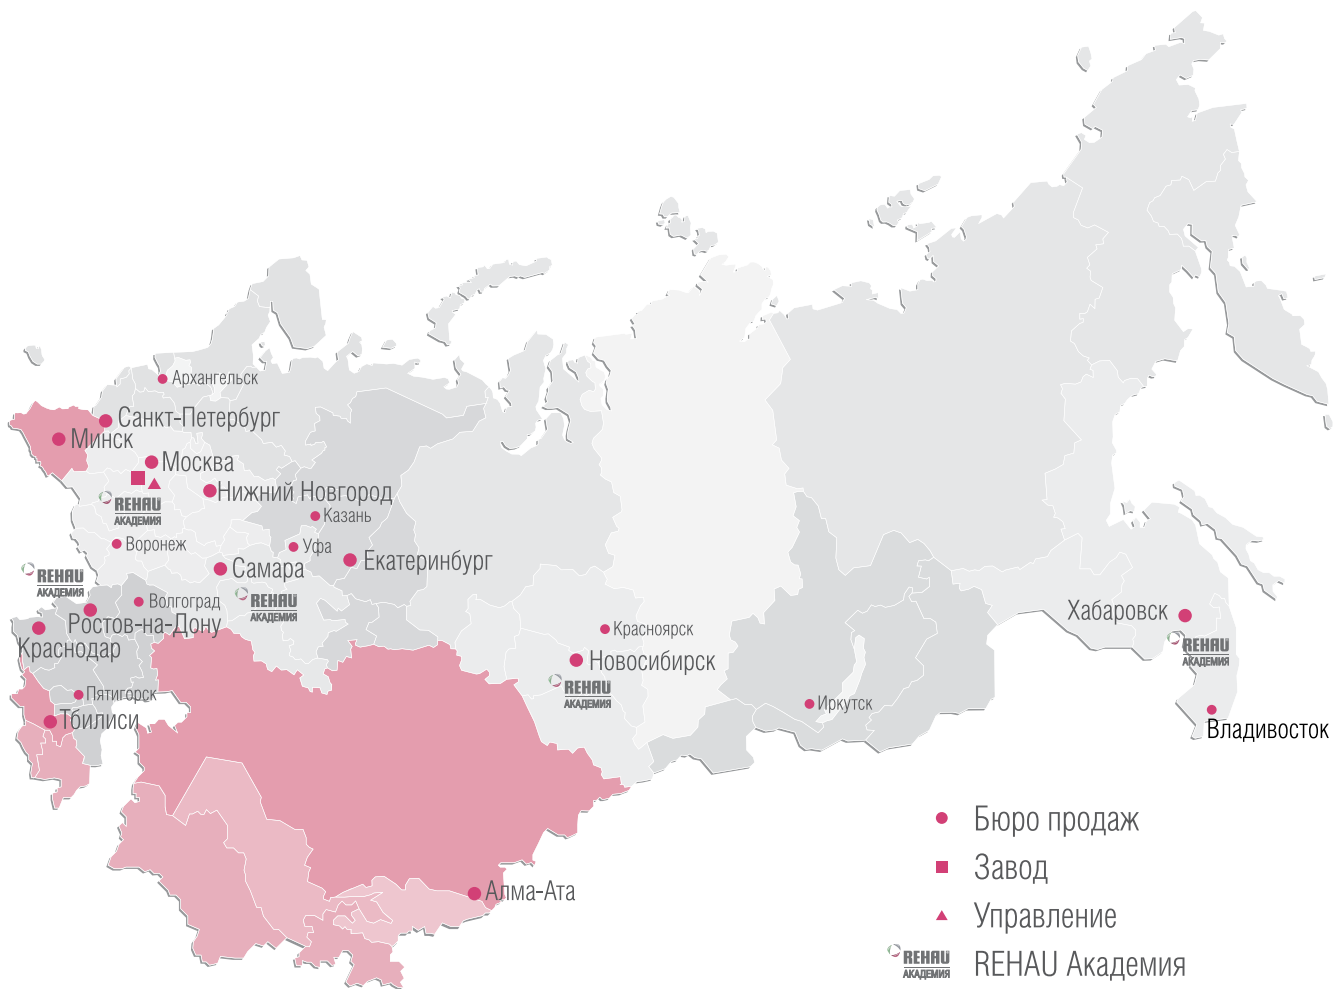 Архангельск
Санкт-Петербург
Минск
Москва
Нижний Новгород
REHAU
АКАДЕМИЯ
Казань
Воронеж
Уфа
Екатеринбург
Самара
REHAU
АКАДЕМИЯ
REHAU
АКАДЕМИЯ
Волгоград
Ростов-на-Дону
Краснодар
Хабаровск
Красноярск
Новосибирск
REHAU
АКАДЕМИЯ
REHAU
АКАДЕМИЯ
Пятигорск
Тбилиси
Иркутск
Владивосток
Алма-Ата
Бюро продаж
Завод
Управление
REHAU
АКАДЕМИЯ
REHAU Академия